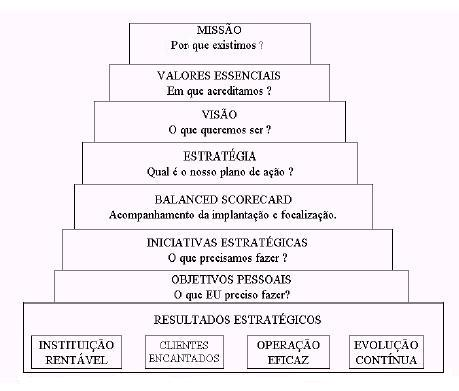 MISSÃO
Por que existimos ?
VALORES ESSENCIAIS
Em que acreditamos ?
VISÃO
O que queremos ser ?
ESTRATÉGIA
Qual é o nosso plano de ação ?
BALANCED SCORECARD
Acompanhamento da implantação e focalização.
INICIATIVAS ESTRATÉGICAS
O que precisamos fazer ?
OBJETIVOS PESSOAIS
O que EU preciso fazer?
RESULTADOS ESTRATÉGICOS
INSTITUIÇÃO
RENTÁVEL
CLIENTES
ENCANTADOS
OPERAÇÃO
EFICAZ
EVOLUÇÃO
CONTÍNUA